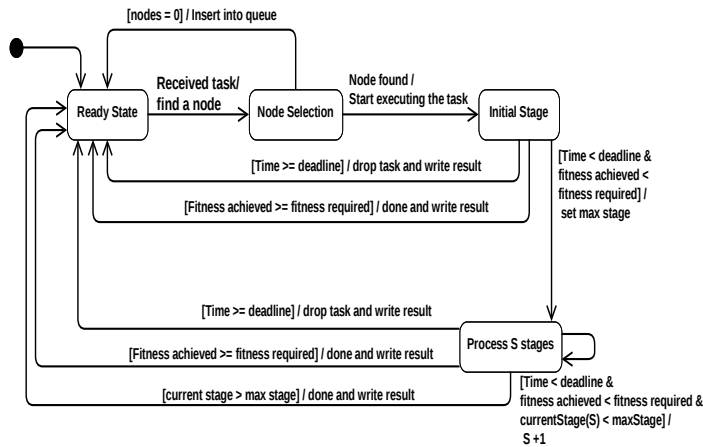 [nodes = 0] / Insert into queue
Ready State
Received task/
find a node
Node Selection
Node found /
Start executing the task
Initial Stage
[Time >= deadline] / drop task and write result
[Fitness achieved >= fitness required] / done and write result
[Time < deadline &
fitness achieved <
fitness required] /
set max stage
[Time >= deadline] / drop task and write result
Process S stages
[Fitness achieved >= fitness required] / done and write result
[current stage > max stage] / done and write result
[Time < deadline &
fitness achieved < fitness required &
currentStage(S) < maxStage] /
S +1